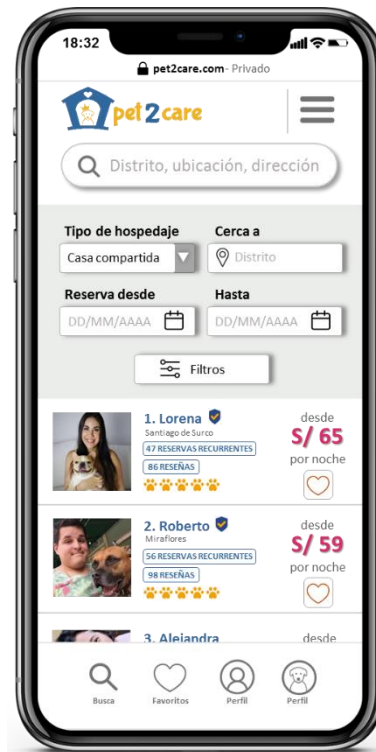 18:32
pet2care.com - Privado
pet 2 care
Distrito, ubicación, dirección
Tipo de hospedaje
Cerca a
Casa compartida
Distrito
Reserva desde
Hasta
DD/MM/AAAA
DD/MM/AAAA
Filtros
1. Lorena
Santiago de Surco
47 RESERVAS RECURRENTES
86 RESEÑAS
desde
S/ 65
por noche
2. Roberto
Miraflores
56 RESERVAS RECURRENTES
98 RESEÑAS
desde
S/ 59
por noche
3. Alejandra
desde
Busca
Favoritos
Perfil
Perfil